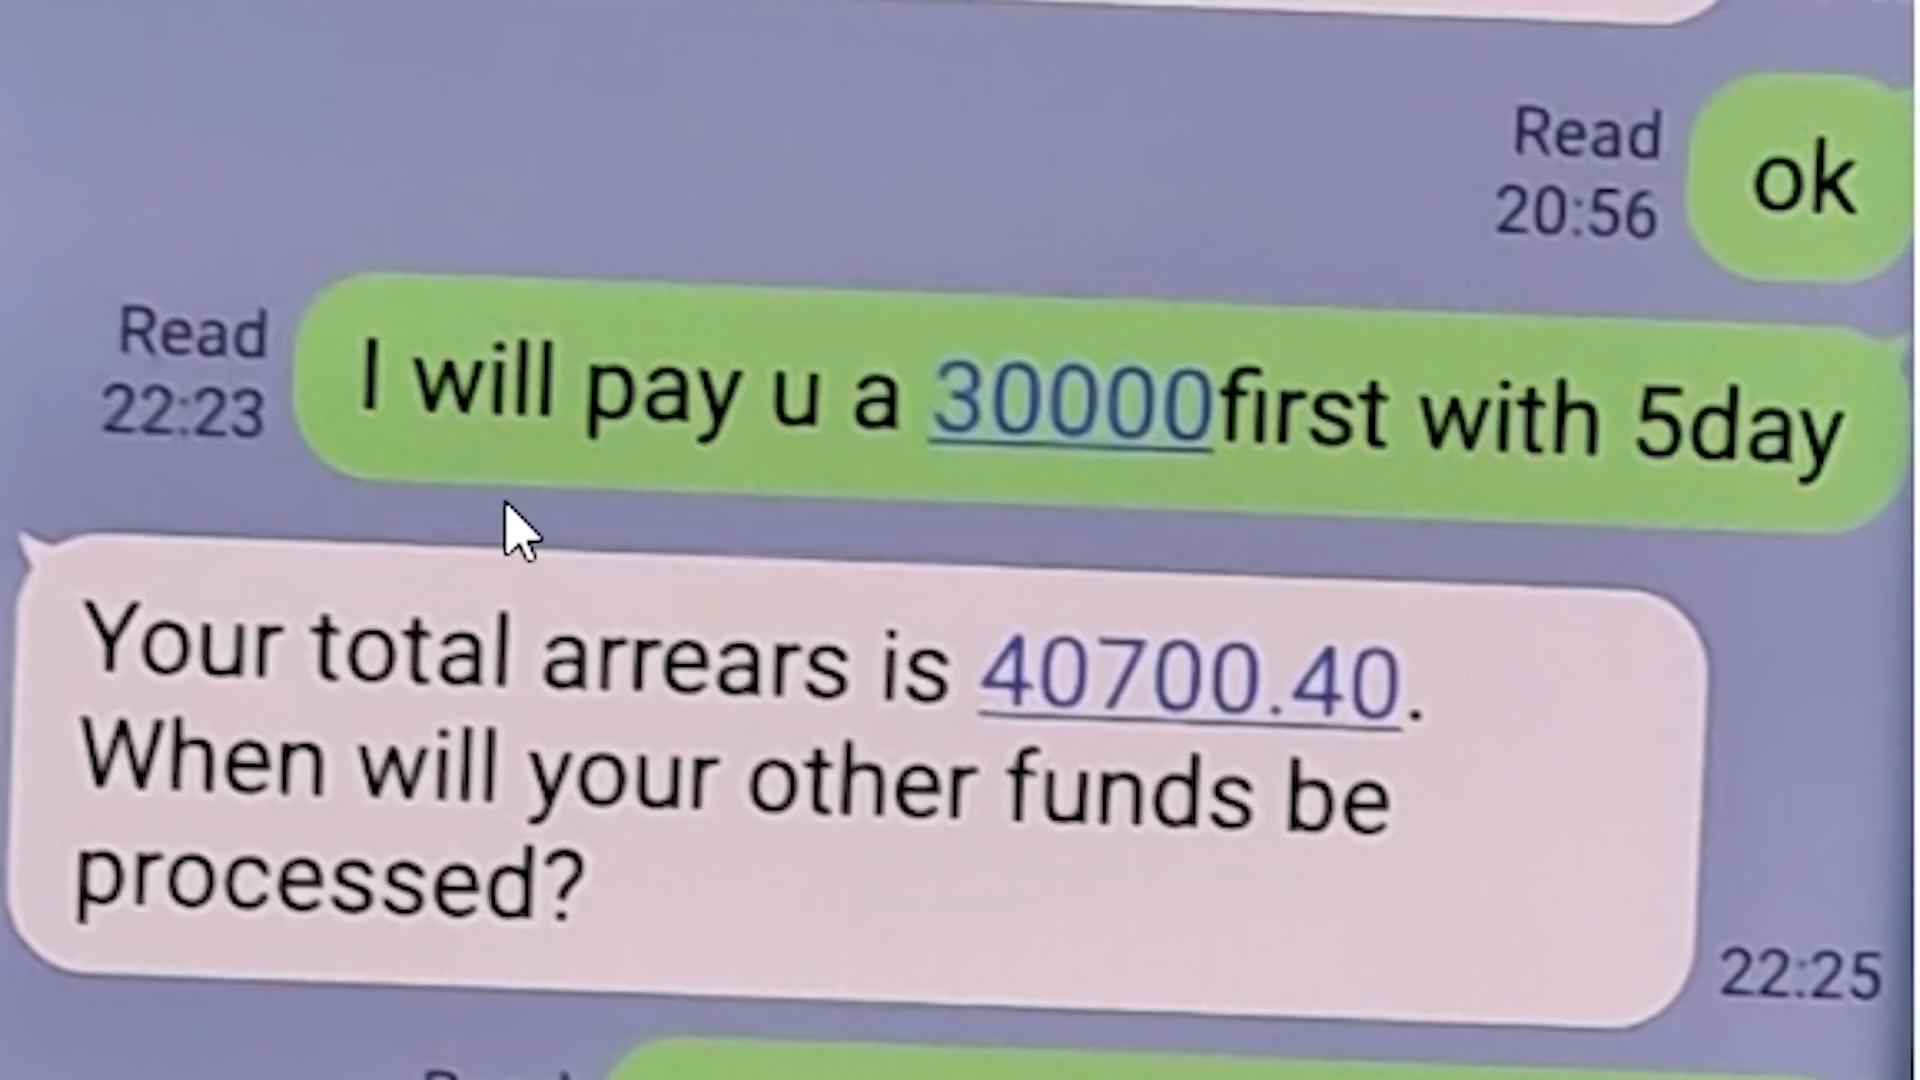 Read
20:56
ok
Read
22:23
I will pay u a 30000first with 5day
Your total arrears is 40700.40.
When will your other funds be
processed?
22:25